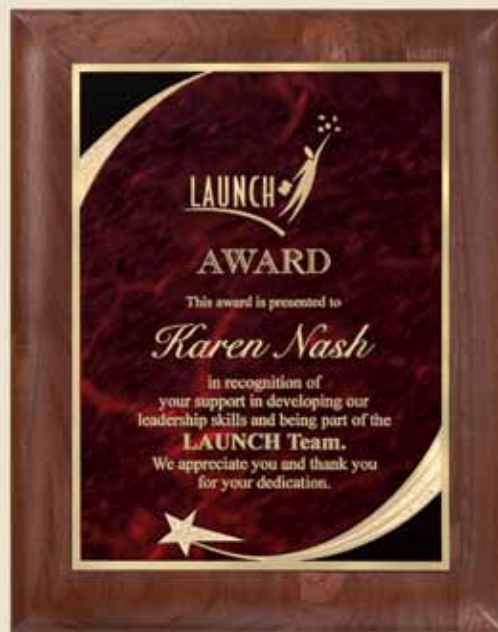 LAUNCH
AWARD
This award is presented to
Karen Nash
in recognition of
your support in developing our
leadership skills and being part of the
LAUNCH Team.
We appreciate you and thank you
for your dedication.